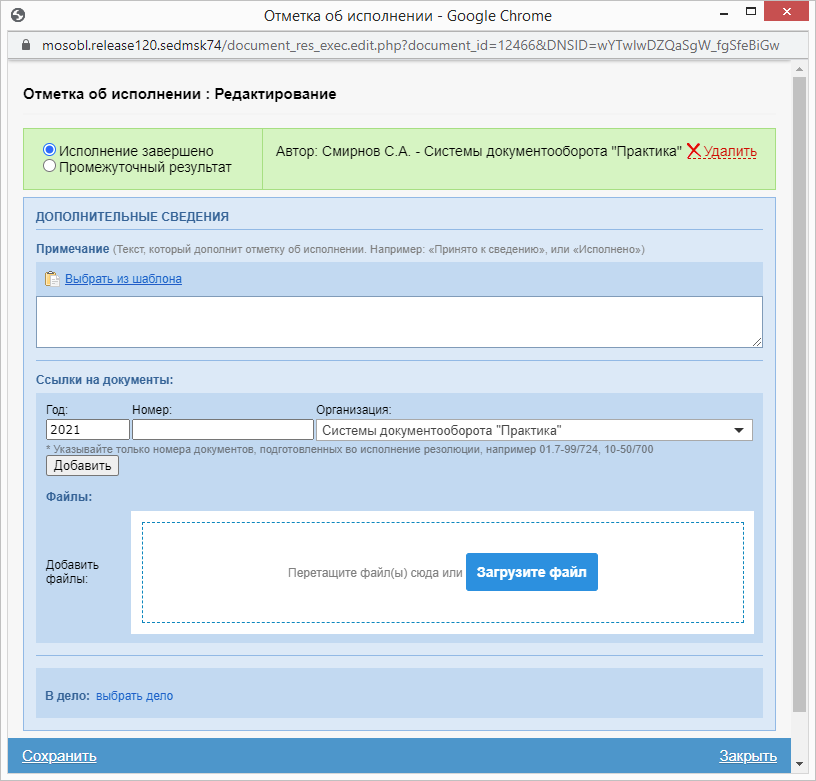 Отметка об исполнении - Google Chrome
mosobl.release120.sedmsk74/document_res_exec.edit.php?document_id=12466&DNSID=wYTwIwDZQaSgW_fgSfeBiGw
Отметка об исполнении : Редактирование
Исполнение завершено
Промежуточный результат
Автор: Смирнов С.А. - Системы документооборота "Практика" Удалить
ДОПОЛНИТЕЛЬНЫЕ СВЕДЕНИЯ
Примечание (Текст, который дополнит отметку об исполнении. Например: «Принято к сведению», или «Исполнено»)
Выбрать из шаблона
Ссылки на документы:
Год: Номер: Организация:
2021 Системы документооборота "Практика"
* Указывайте только номера документов, подготовленных во исполнение резолюции, например 01.7-99/724, 10-50/700
Добавить
Файлы:
Добавить
файлы:
Перетащите файл(ы) сюда или Загрузите файл
В дело: выбрать дело
Сохранить Закрыть